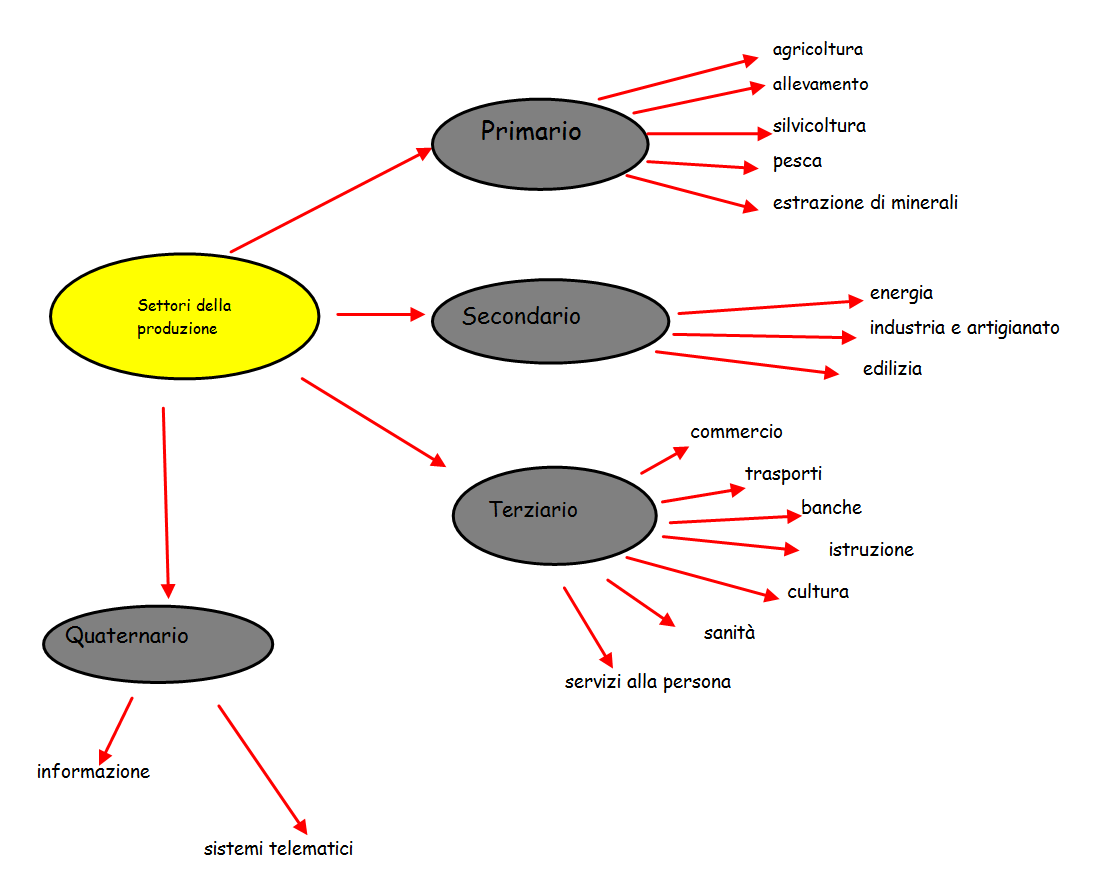 Settori della
produzione
Primario
agricoltura
allevamento
silvicoltura
pesca
estrazione di minerali
Secondario
energia
industria e artigianato
edilizia
Terziario
commercio
trasporti
banche
istruzione
cultura
sanità
servizi alla persona
Quaternario
informazione
sistemi telematici